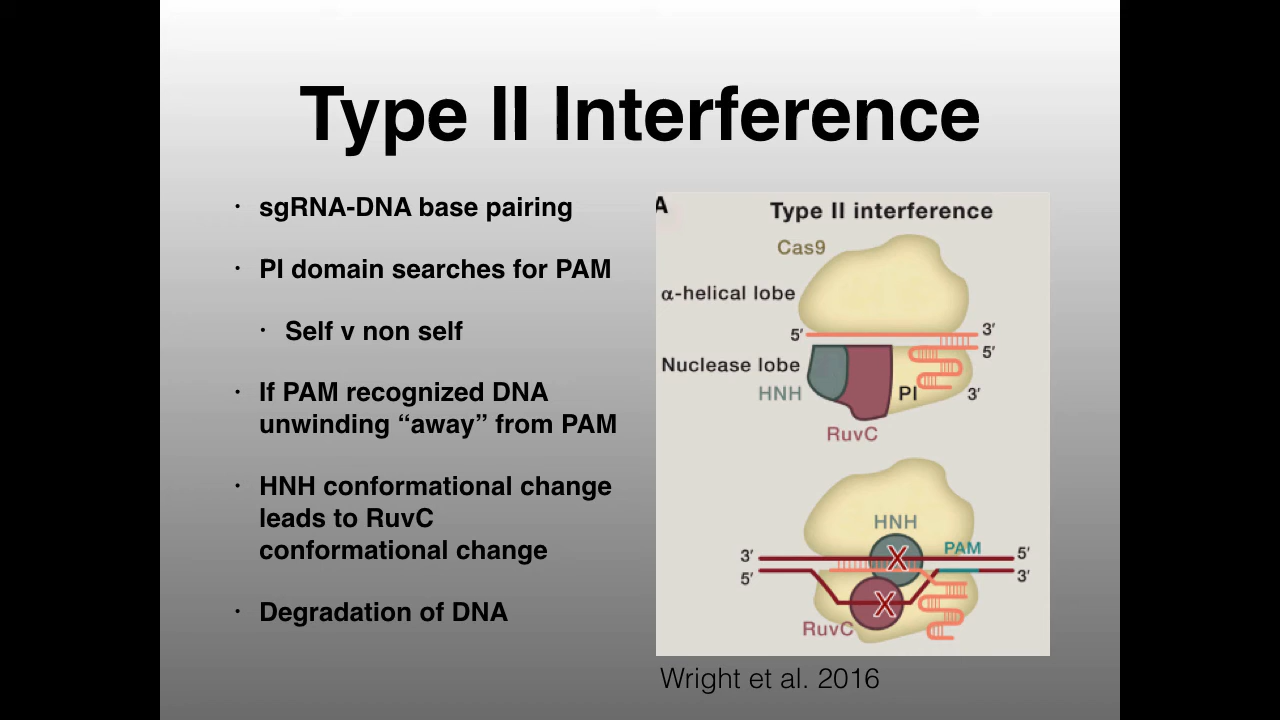 Type II Interference
• sgRNA-DNA base pairing
• PI domain searches for PAM
• Self v non self
• If PAM recognized DNA
unwinding “away” from PAM
• HNH conformational change
leads to RuvC
conformational change
• Degradation of DNA
A
Type II interference
Cas9
α-helical lobe
5′
3′
5′
Nuclease lobe
HNH
PI
3′
RuvC
HNH
PAM
3′
5′
X
5′
3′
X
RuvC
Wright et al. 2016